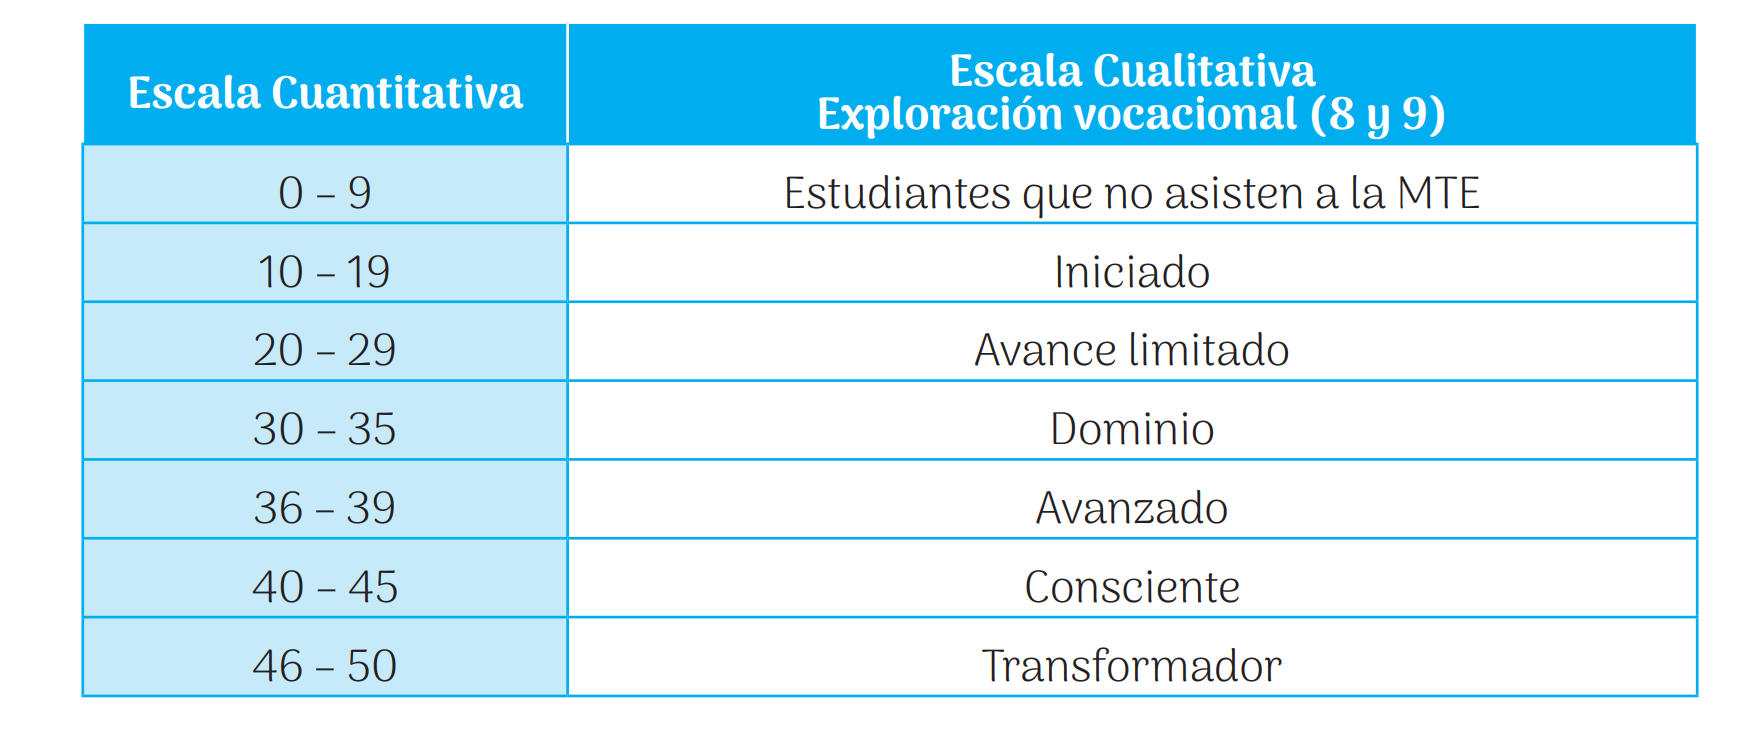 Escala Cuantitativa
Escala Cualitativa
Exploración vocacional (8 y 9)
0 – 9
Estudiantes que no asisten a la MTE
10 – 19
Iniciado
20 – 29
Avance limitado
30 – 35
Dominio
36 – 39
Avanzado
40 – 45
Consciente
46 – 50
Transformador